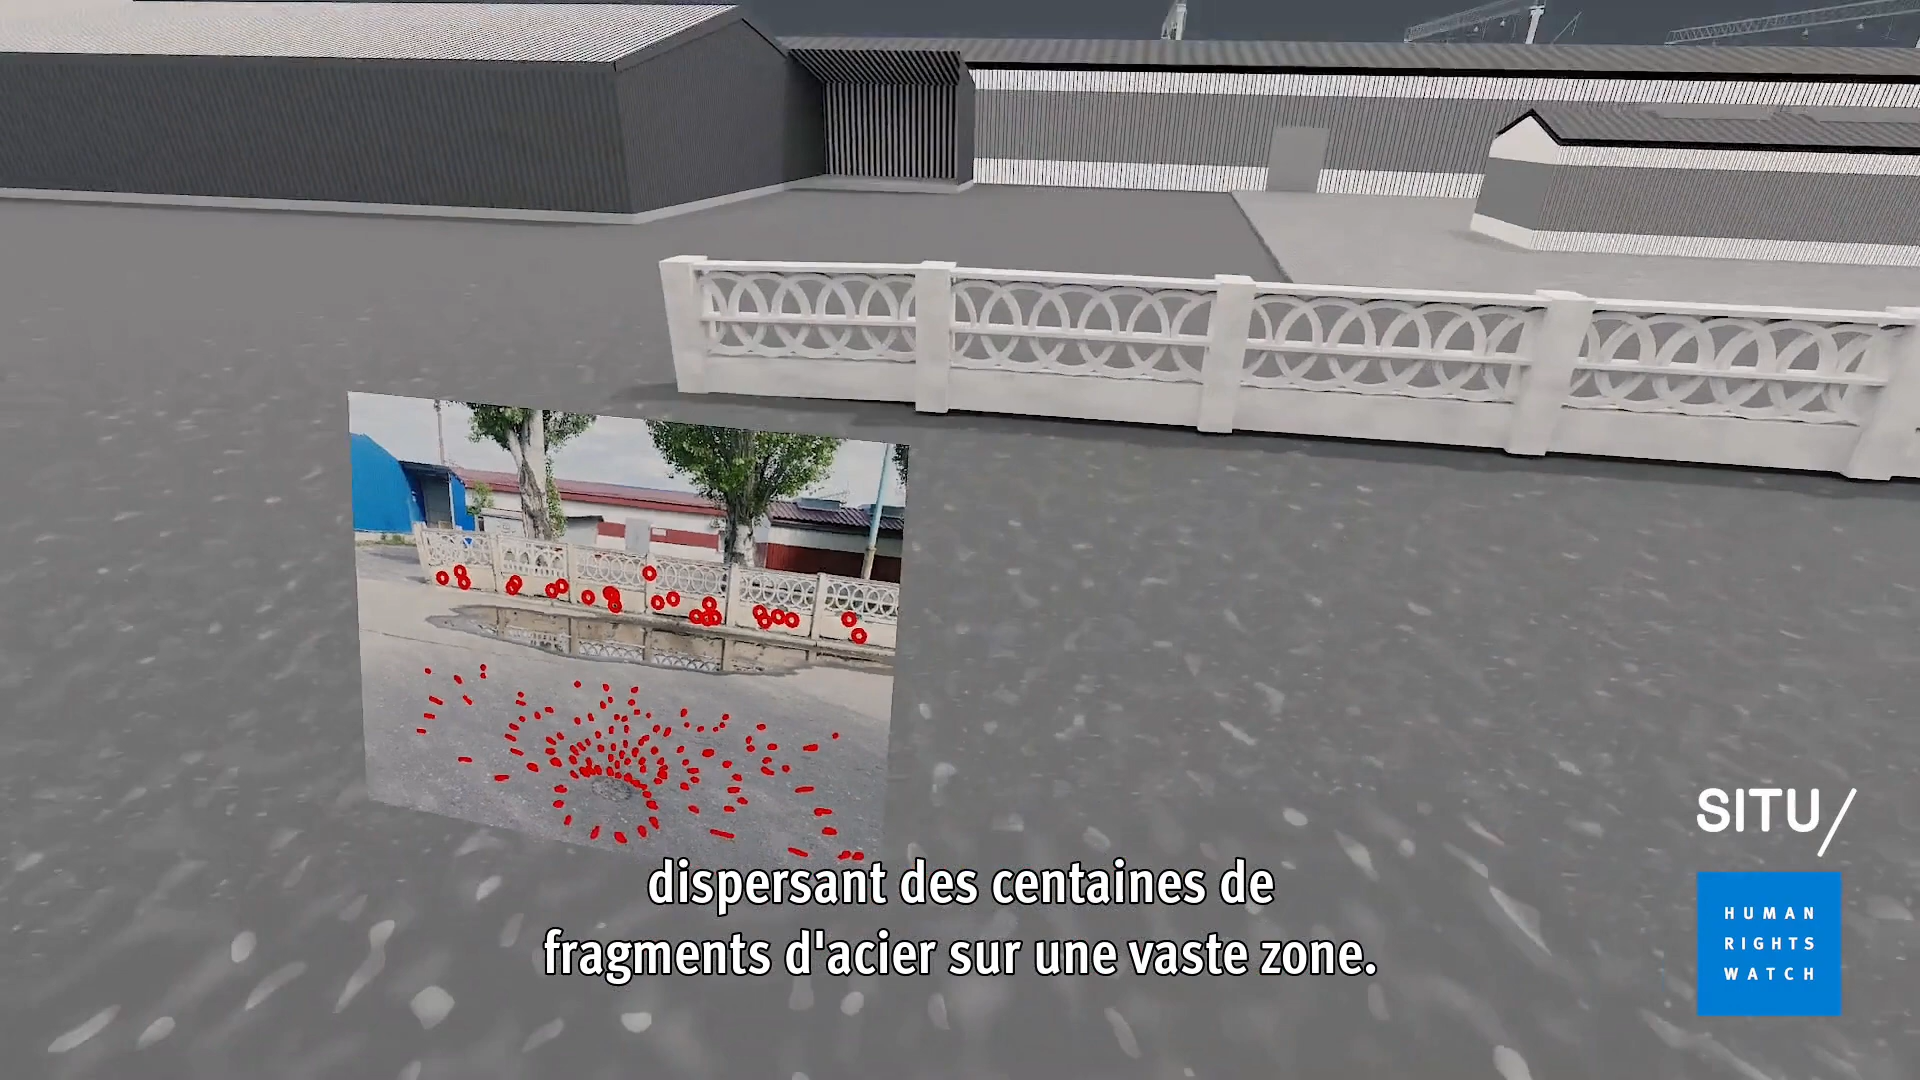 SITU/
HUMAN
RIGHTS
WATCH
dispersant des centaines de
fragments d'acier sur une vaste zone.